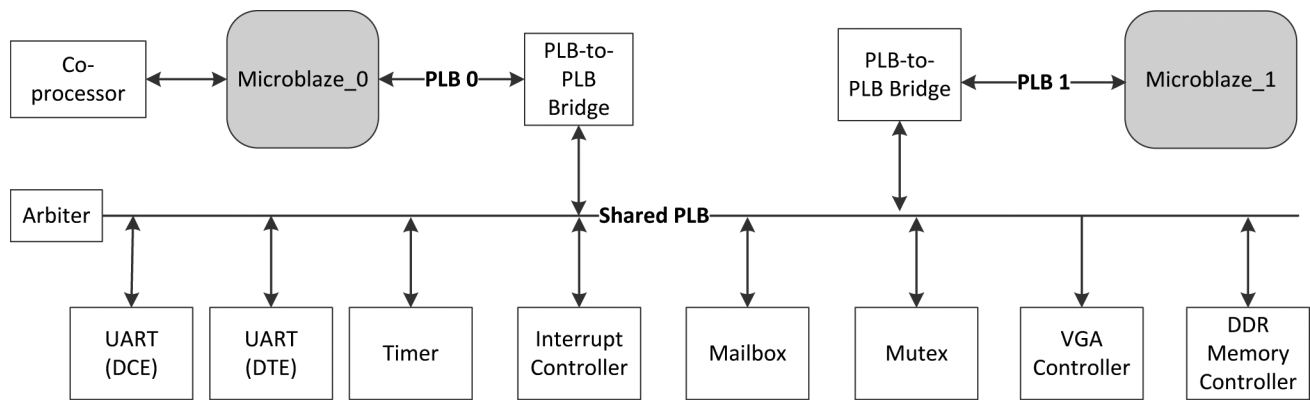 Co-
processor
Microblaze_0
PLB 0
PLB-to-
PLB
Bridge
PLB-to-
PLB Bridge
PLB 1
Microblaze_1
Arbiter
Shared PLB
UART
(DCE)
UART
(DTE)
Timer
Interrupt
Controller
Mailbox
Mutex
VGA
Controller
DDR
Memory
Controller